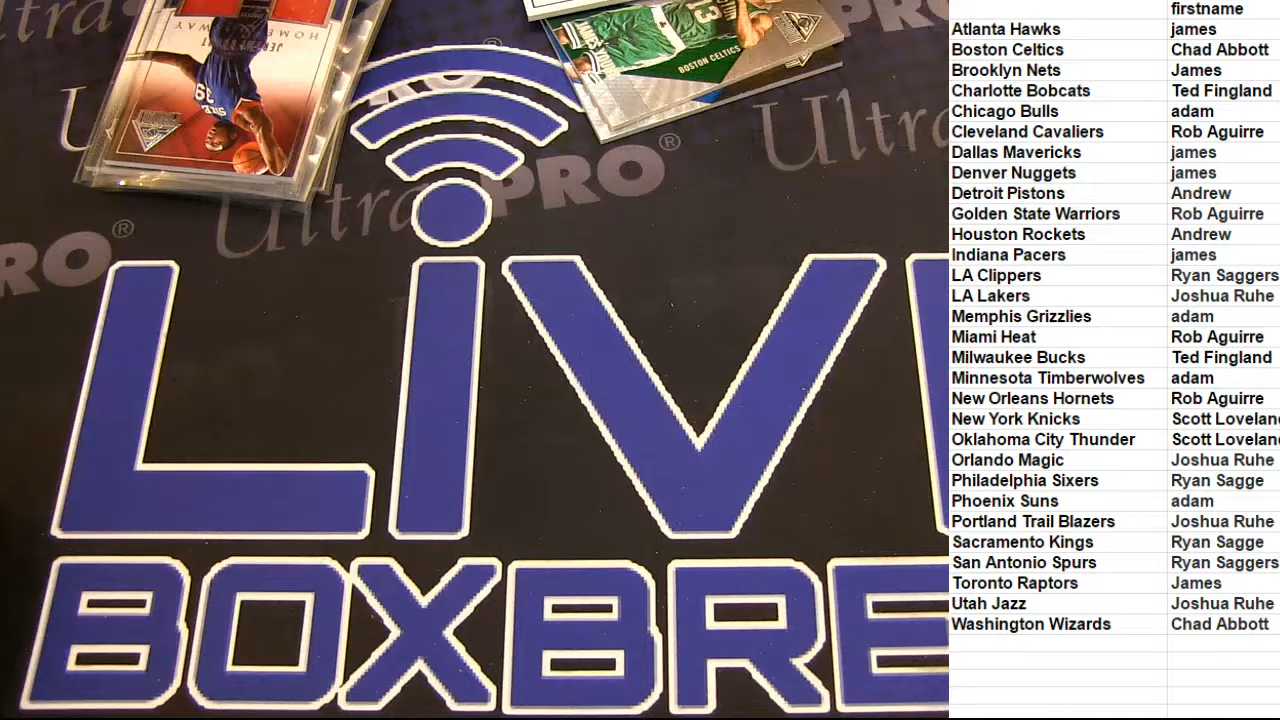 firstname
Atlanta Hawks james
Boston Celtics Chad Abbott
Brooklyn Nets James
Charlotte Bobcats Ted Fingland
Chicago Bulls adam
Cleveland Cavaliers Rob Aguirre
Dallas Mavericks james
Denver Nuggets james
Detroit Pistons Andrew
Golden State Warriors Rob Aguirre
Houston Rockets Andrew
Indiana Pacers james
LA Clippers Ryan Saggers
LA Lakers Joshua Ruhe
Memphis Grizzlies adam
Miami Heat Rob Aguirre
Milwaukee Bucks Ted Fingland
Minnesota Timberwolves adam
New Orleans Hornets Rob Aguirre
New York Knicks Scott Lovelan
Oklahoma City Thunder Scott Lovelan
Orlando Magic Joshua Ruhe
Philadelphia Sixers Ryan Sagge
Phoenix Suns adam
Portland Trail Blazers Joshua Ruhe
Sacramento Kings Ryan Sagge
San Antonio Spurs Ryan Saggers
Toronto Raptors James
Utah Jazz Joshua Ruhe
Washington Wizards Chad Abbott
BOSTON CELTICS
13
Ultra PRO®
Ultra
PRO
RO®
LIV
BOXBRE